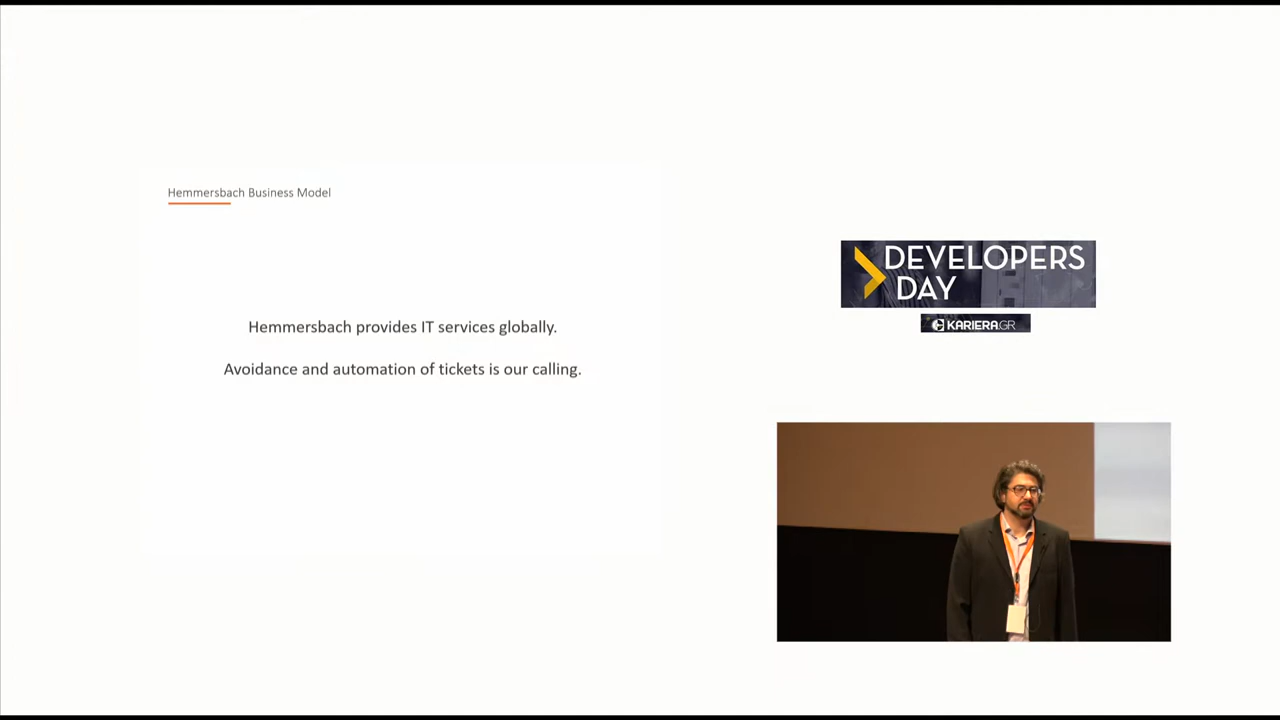 Hemmersbach Business Model
Hemmersbach provides IT services globally.
Avoidance and automation of tickets is our calling.
DEVELOPERS
DAY
KARIERA.GR